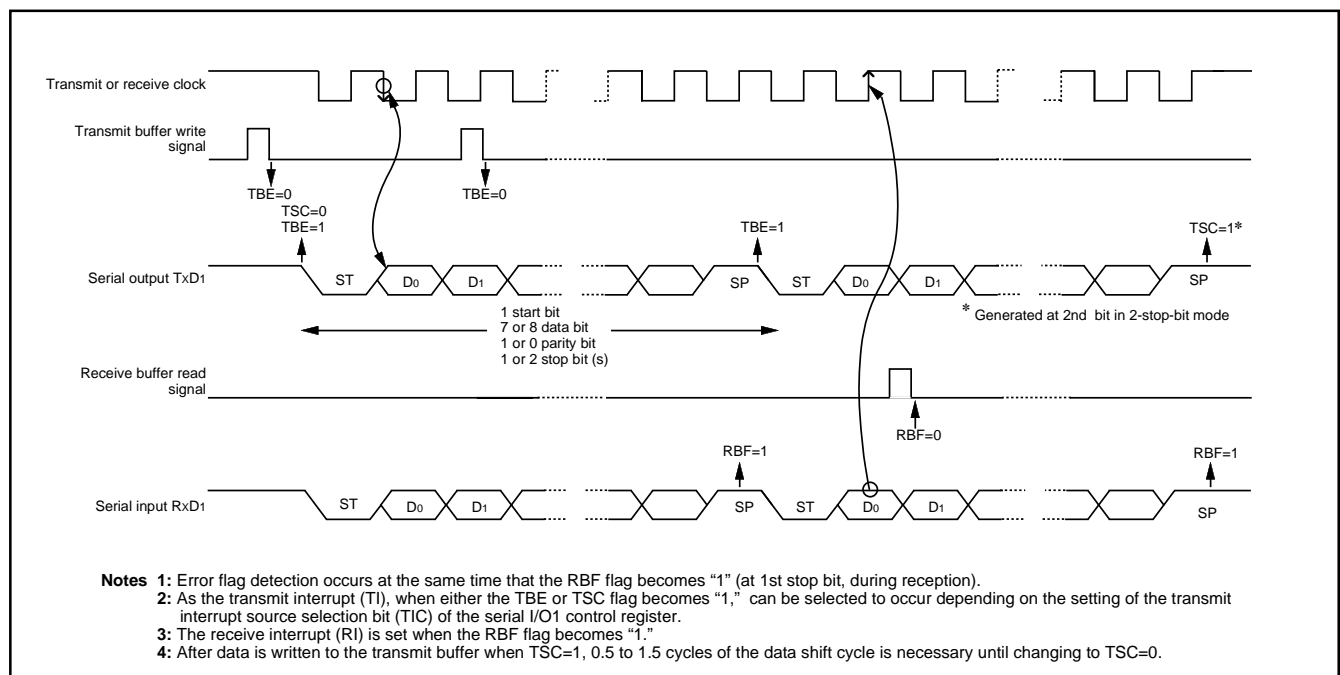 Transmit or receive clock
Transmit buffer write
signal
TBE=0
TBE=0
TSC=0
TBE=1
TBE=1
TSC=1*
Serial output TxD1
ST
D0
D1
SP
ST
D0
D1
SP
1 start bit
7 or 8 data bit
1 or 0 parity bit
1 or 2 stop bit (s)
* Generated at 2nd bit in 2-stop-bit mode
Receive buffer read
signal
RBF=0
RBF=1
RBF=1
Serial input RxD1
ST
D0
D1
SP
ST
D0
D1
SP
Notes 1: Error flag detection occurs at the same time that the RBF flag becomes “1” (at 1st stop bit, during reception).
2: As the transmit interrupt (TI), when either the TBE or TSC flag becomes “1,” can be selected to occur depending on the setting of the transmit
interrupt source selection bit (TIC) of the serial I/O1 control register.
3: The receive interrupt (RI) is set when the RBF flag becomes “1.”
4: After data is written to the transmit buffer when TSC=1, 0.5 to 1.5 cycles of the data shift cycle is necessary until changing to TSC=0.